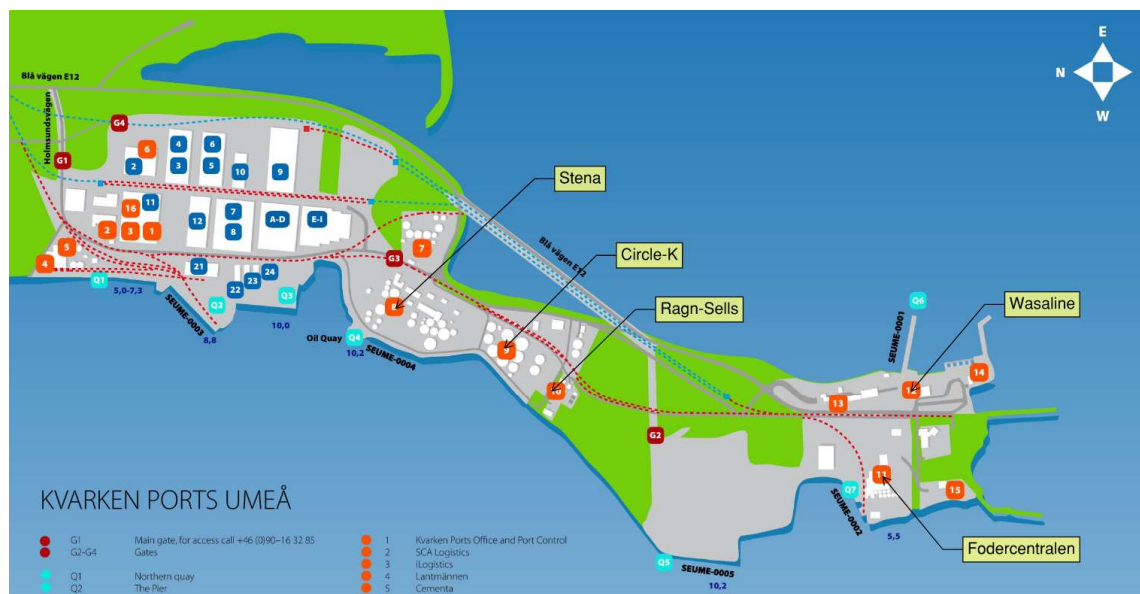 E
N
W
Blå vägen E12
Holmsundsvägen
G4
G1
6
2
4
3
6
5
10
9
16
11
2
3
1
12
7
8
A-D
E-I
5
4
Q1
5,0-7,3
21
22
23
24
SEUME-0003
Q2
8,8
Q3
10,0
G3
7
Stena
8
Oil Quay
Q4
10,2
SEUME-0004
Circle-K
9
Blå vägen E12
Ragn-Sells
10
G2
Q6
SEUME-0001
Wasaline
14
13
11
15
Q7
SEUME-0002
5,5
Fodercentralen
Q5
SEUME-0005
10,2
KVARKEN PORTS UMEÅ
G1 Main gate, for access call +46 (0)90–16 32 85
G2-G4 Gates
Q1 Northern quay
Q2 The Pier
1 Kvarken Ports Office and Port Control
2 SCA Logistics
3 iLogistics
4 Lantmännen
5 Cementa